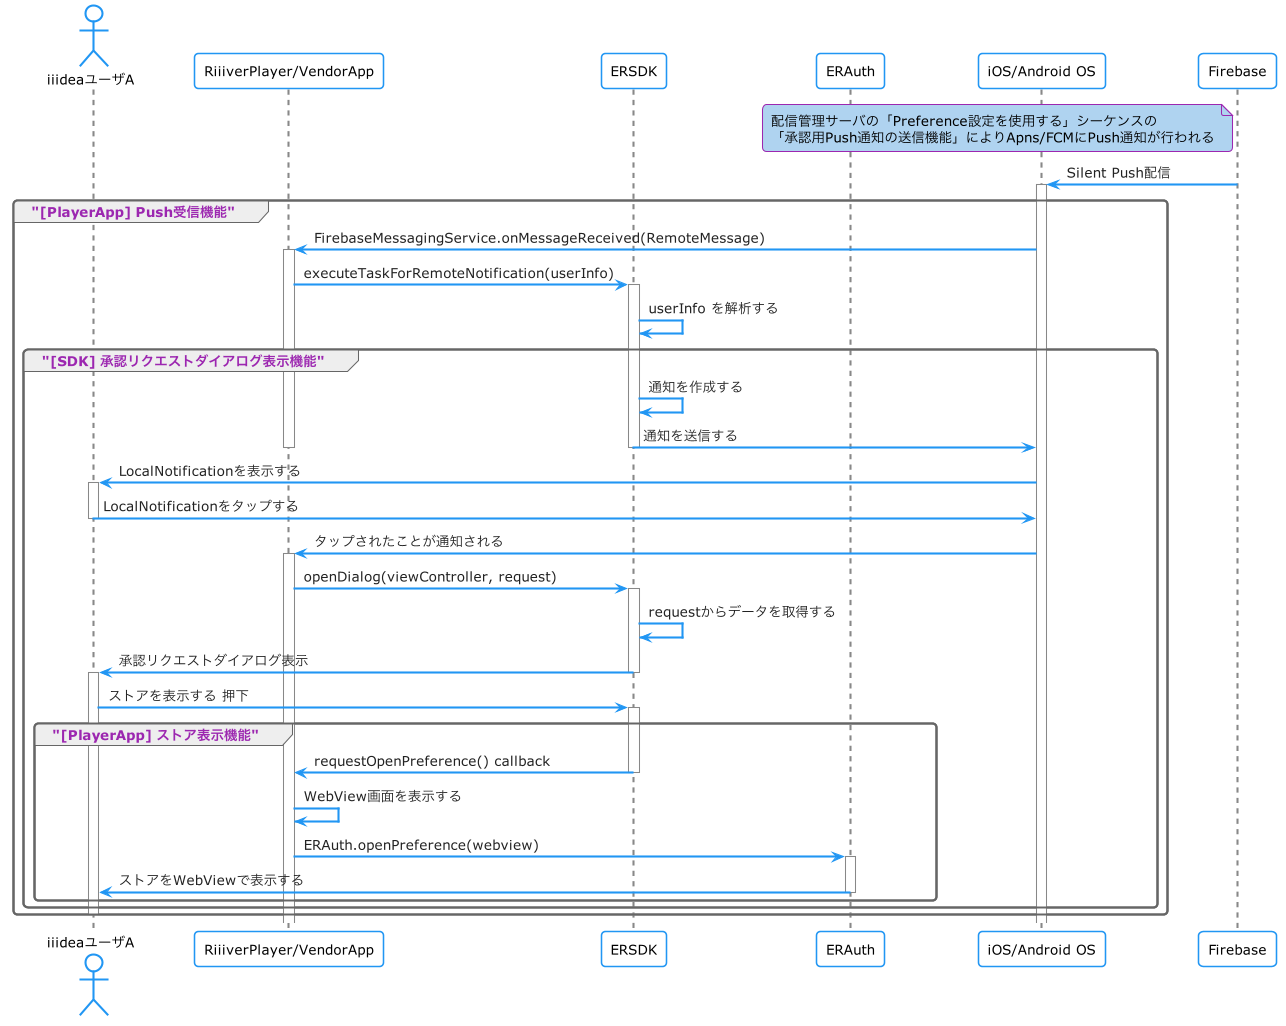 iiideaユーザA
RiiiverPlayer/VendorApp
ERSDK
ERAuth
iOS/Android OS
Firebase
配信管理サーバの「Preference設定を使用する」シーケンスの
「承認用Push通知の送信機能」によりApns/FCMにPush通知が行われる
Silent Push配信
"[PlayerApp] Push受信機能"
FirebaseMessagingService.onMessageReceived(RemoteMessage)
executeTaskForRemoteNotification(userInfo)
userInfo を解析する
"[SDK] 承認リクエストダイアログ表示機能"
通知を作成する
通知を送信する
LocalNotificationを表示する
LocalNotificationをタップする
タップされたことが通知される
openDialog(viewController, request)
requestからデータを取得する
承認リクエストダイアログ表示
ストアを表示する 押下
"[PlayerApp] ストア表示機能"
requestOpenPreference() callback
WebView画面を表示する
ERAuth.openPreference(webview)
ストアをWebViewで表示する
iiideaユーザA
RiiiverPlayer/VendorApp
ERSDK
ERAuth
iOS/Android OS
Firebase